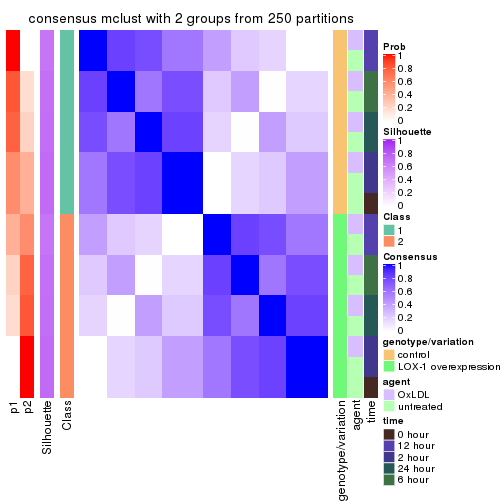 consensus mclust with 2 groups from 250 partitions
Prob
1
0.8
0.6
0.4
0.2
0
Silhouette
1
0.8
0.6
0.4
0.2
0
Class
1
2
Consensus
1
0.8
0.6
0.4
0.2
0
genotype/variation
control
LOX-1 overexpression
agent
OxLDL
untreated
time
0 hour
12 hour
2 hour
24 hour
6 hour
p1
p2
Silhouette
Class
genotype/variation
agent
time